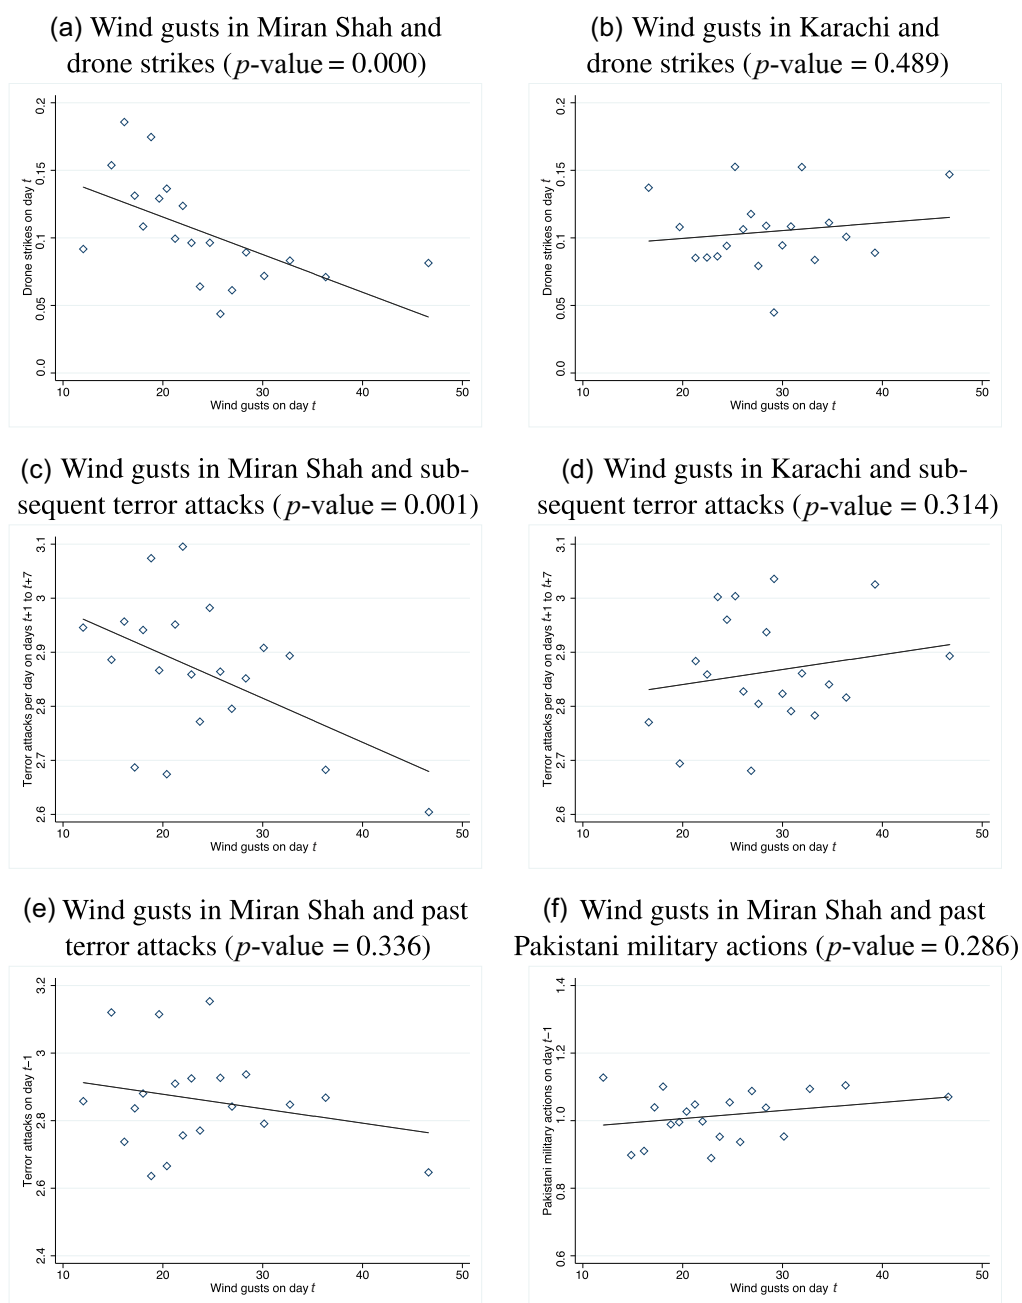 (a) Wind gusts in Miran Shah and
drone strikes (p-value = 0.000)
(b) Wind gusts in Karachi and
drone strikes (p-value = 0.489)
Drone strikes on day t
0.2
0.15
0.1
0.05
0.0
10 20 30 40 50
Wind gusts on day t
Drone strikes on day t
0.2
0.15
0.1
0.05
0.0
10 20 30 40 50
Wind gusts on day t
(c) Wind gusts in Miran Shah and sub-
sequent terror attacks (p-value = 0.001)
(d) Wind gusts in Karachi and sub-
sequent terror attacks (p-value = 0.314)
Terror attacks per day on days t+1 to t+7
3.1
3
2.9
2.8
2.7
2.6
10 20 30 40 50
Wind gusts on day t
Terror attacks per day on days t+1 to t+7
3.1
3
2.9
2.8
2.7
2.6
10 20 30 40 50
Wind gusts on day t
(e) Wind gusts in Miran Shah and past
terror attacks (p-value = 0.336)
(f) Wind gusts in Miran Shah and past
Pakistani military actions (p-value = 0.286)
Terror attacks on day t−1
3.2
3
2.8
2.6
2.4
10 20 30 40 50
Wind gusts on day t
Pakistani military actions on day t−1
1.4
1.2
1.0
0.8
0.6
10 20 30 40 50
Wind gusts on day t